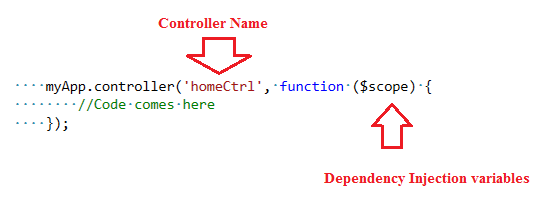 Controller Name
myApp.controller('homeCtrl', function ($scope) {
//Code comes here
});
Dependency Injection variables